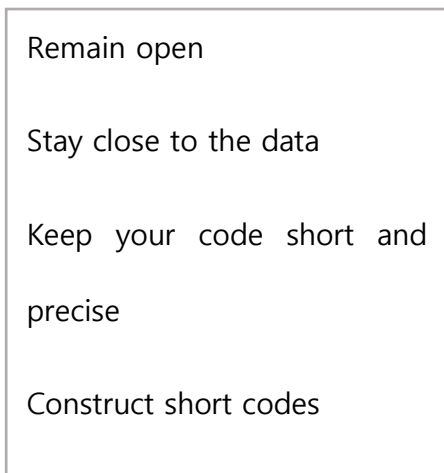 Remain open
Stay close to the data
Keep your code short and
precise
Construct short codes